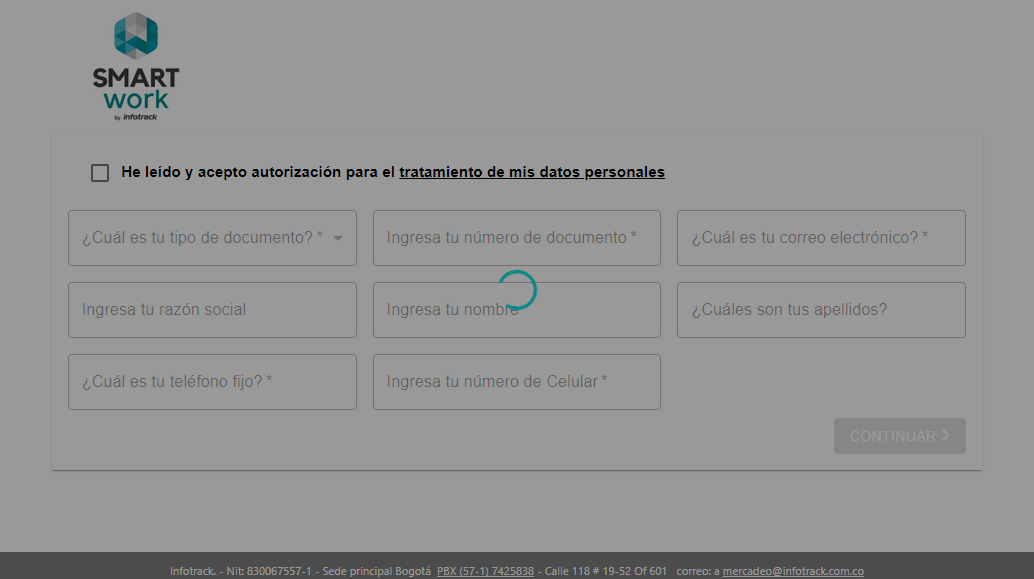 SMART
work
by infotrack
He leído y acepto autorización para el tratamiento de mis datos personales
¿Cuál es tu tipo de documento? * Ingresa tu número de documento * ¿Cuál es tu correo electrónico? *
Ingresa tu razón social Ingresa tu nombre ¿Cuáles son tus apellidos?
¿Cuál es tu teléfono fijo? * Ingresa tu número de Celular *
CONTINUAR
Infotrack. - Nit: 830067557-1 - Sede principal Bogotá PBX (57-1) 7425838 - Calle 118 # 19-52 Of 601 correo: a mercadeo@infotrack.com.co